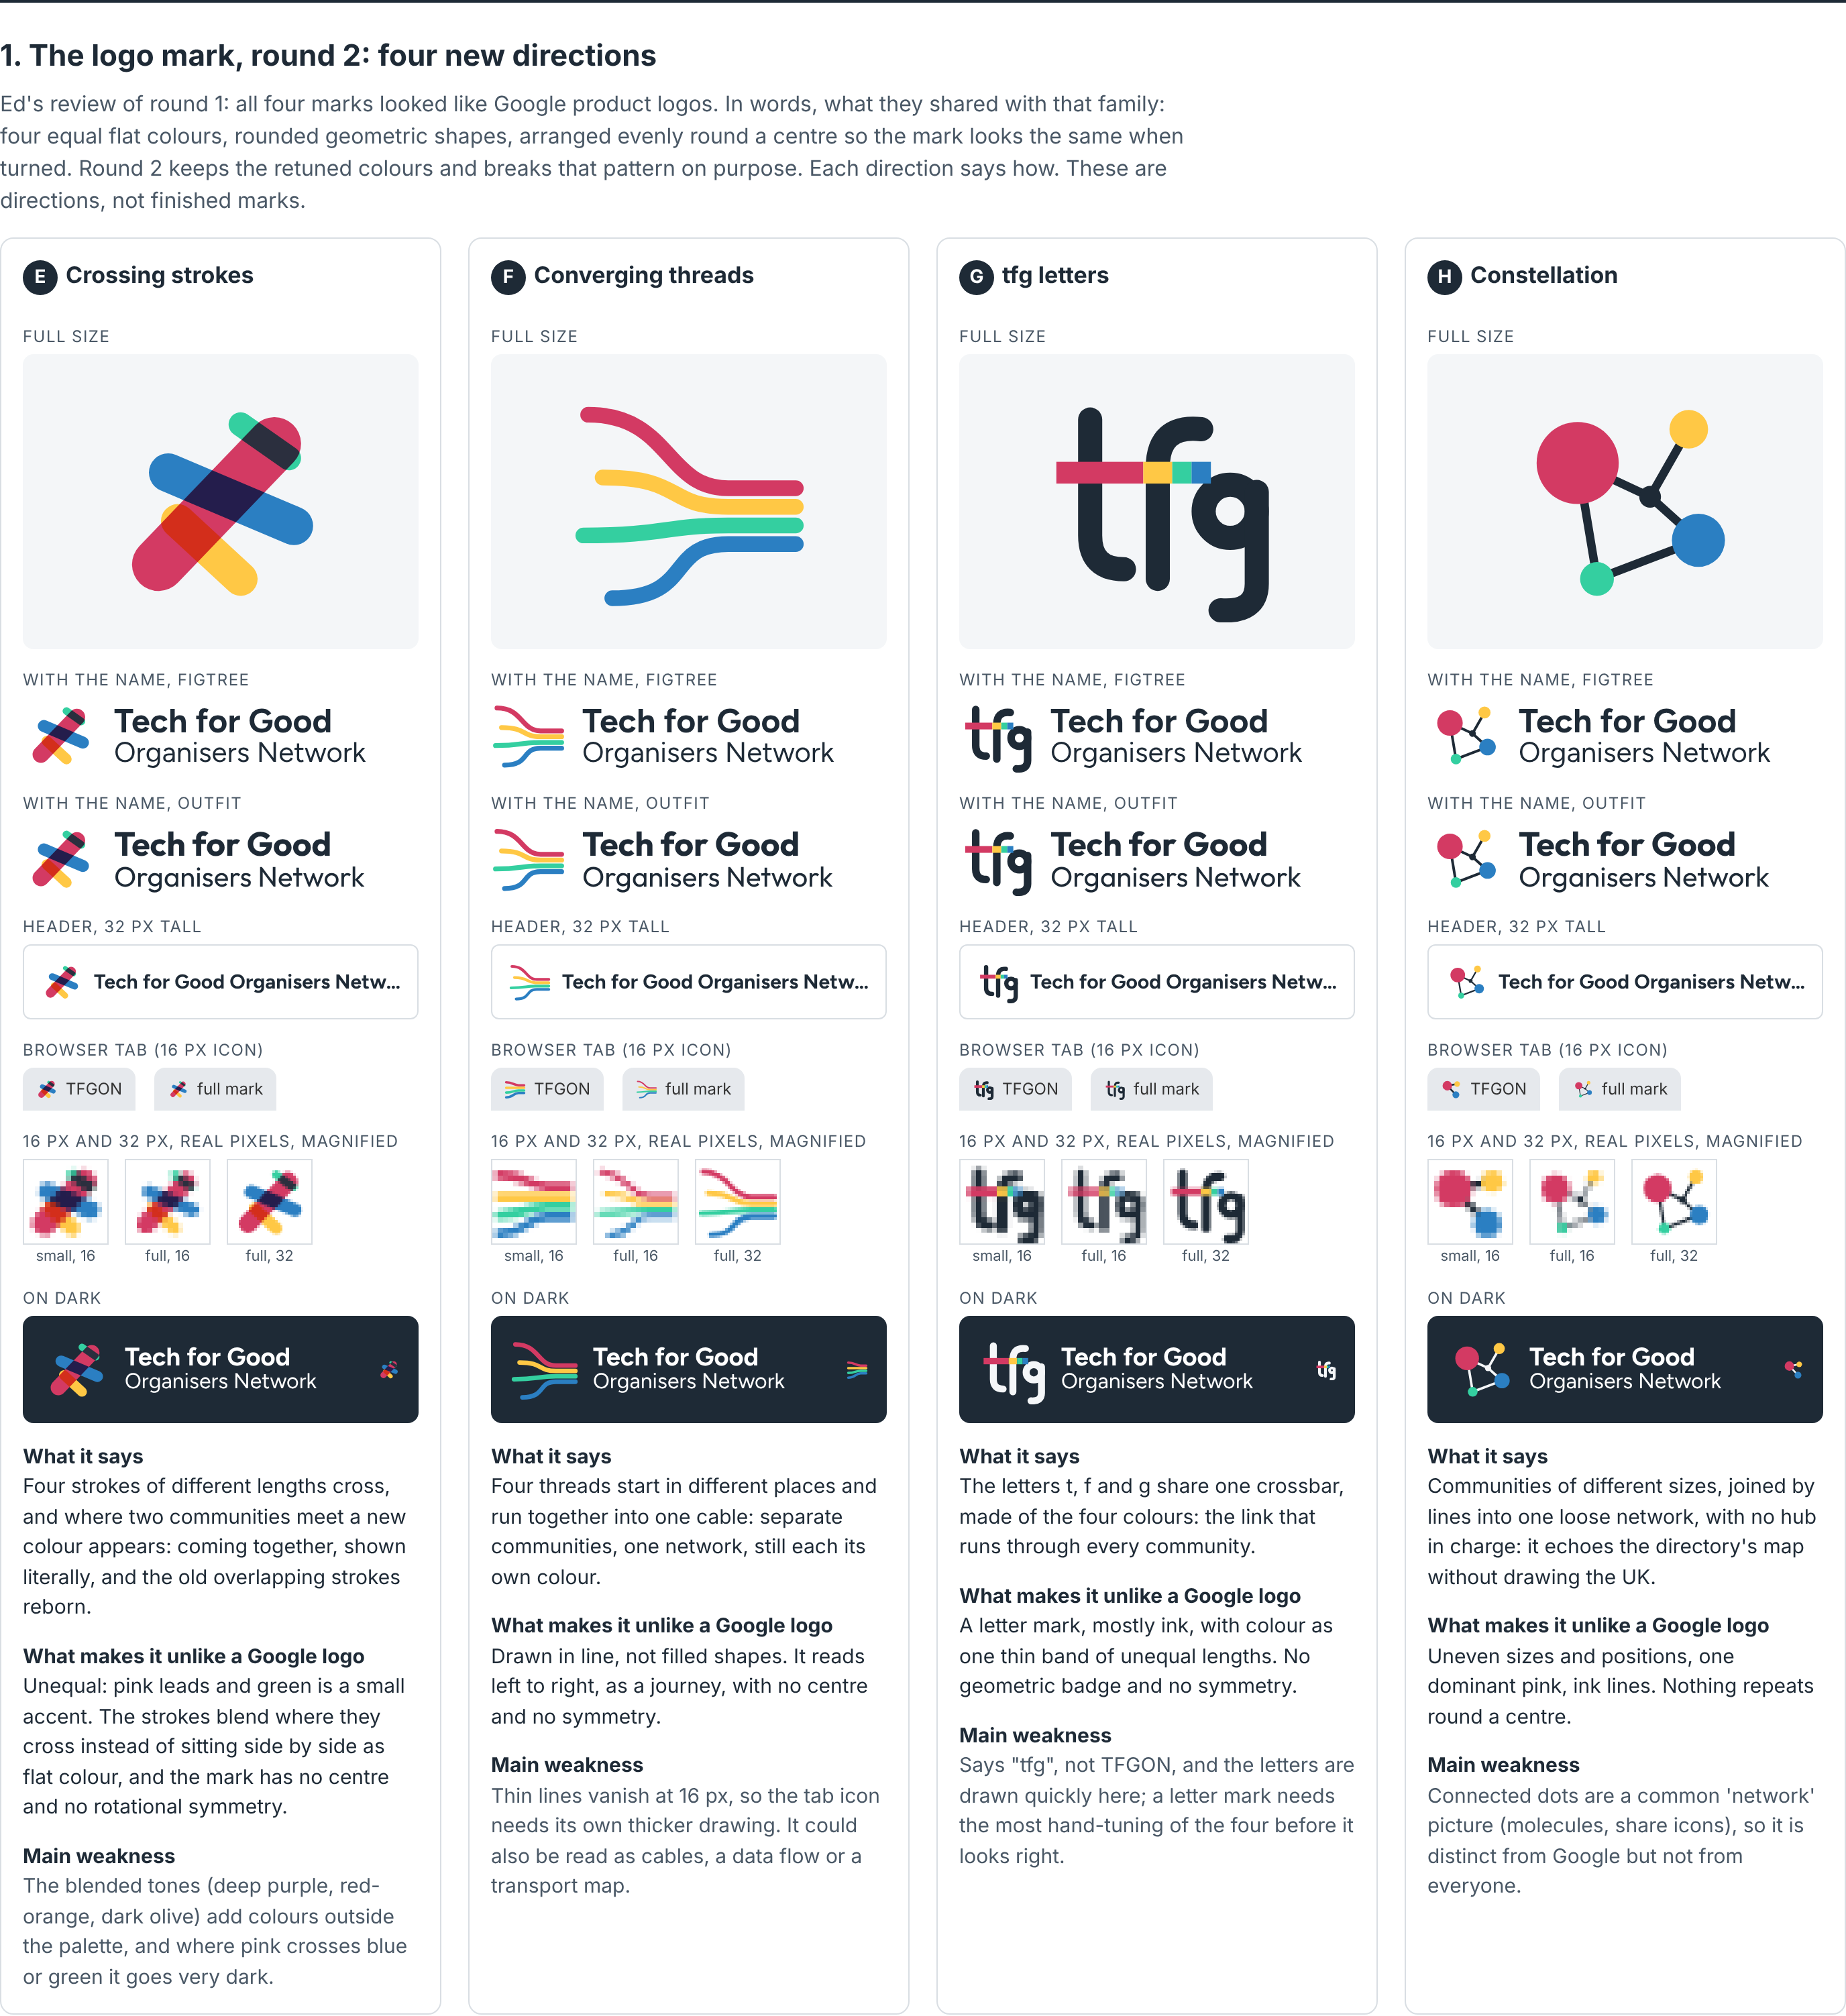 1. The logo mark, round 2: four new directions
Ed's review of round 1: all four marks looked like Google product logos. In words, what they shared with that family:
four equal flat colours, rounded geometric shapes, arranged evenly round a centre so the mark looks the same when
turned. Round 2 keeps the retuned colours and breaks that pattern on purpose. Each direction says how. These are
directions, not finished marks.
E Crossing strokes
FULL SIZE
WITH THE NAME, FIGTREE
Tech for Good
Organisers Network
WITH THE NAME, OUTFIT
Tech for Good
Organisers Network
HEADER, 32 PX TALL
Tech for Good Organisers Netw...
BROWSER TAB (16 PX ICON)
TFGON
full mark
16 PX AND 32 PX, REAL PIXELS, MAGNIFIED
small, 16
full, 16
full, 32
ON DARK
Tech for Good
Organisers Network
What it says
Four strokes of different lengths cross,
and where two communities meet a new
colour appears: coming together, shown
literally, and the old overlapping strokes
reborn.
What makes it unlike a Google logo
Unequal: pink leads and green is a small
accent. The strokes blend where they
cross instead of sitting side by side as
flat colour, and the mark has no centre
and no rotational symmetry.
Main weakness
The blended tones (deep purple, red-
orange, dark olive) add colours outside
the palette, and where pink crosses blue
or green it goes very dark.
F Converging threads
FULL SIZE
WITH THE NAME, FIGTREE
Tech for Good
Organisers Network
WITH THE NAME, OUTFIT
Tech for Good
Organisers Network
HEADER, 32 PX TALL
Tech for Good Organisers Netw...
BROWSER TAB (16 PX ICON)
TFGON
full mark
16 PX AND 32 PX, REAL PIXELS, MAGNIFIED
small, 16
full, 16
full, 32
ON DARK
Tech for Good
Organisers Network
What it says
Four threads start in different places and
run together into one cable: separate
communities, one network, still each its
own colour.
What makes it unlike a Google logo
Drawn in line, not filled shapes. It reads
left to right, as a journey, with no centre
and no symmetry.
Main weakness
Thin lines vanish at 16 px, so the tab icon
needs its own thicker drawing. It could
also be read as cables, a data flow or a
transport map.
G tfg letters
FULL SIZE
tfg
WITH THE NAME, FIGTREE
tfg
Tech for Good
Organisers Network
WITH THE NAME, OUTFIT
tfg
Tech for Good
Organisers Network
HEADER, 32 PX TALL
tfg Tech for Good Organisers Netw...
BROWSER TAB (16 PX ICON)
tfg TFGON
tfg full mark
16 PX AND 32 PX, REAL PIXELS, MAGNIFIED
tfg
tfg
tfg
small, 16
full, 16
full, 32
ON DARK
tfg
Tech for Good
Organisers Network
tfg
What it says
The letters t, f and g share one crossbar,
made of the four colours: the link that
runs through every community.
What makes it unlike a Google logo
A letter mark, mostly ink, with colour as
one thin band of unequal lengths. No
geometric badge and no symmetry.
Main weakness
Says "tfg", not TFGON, and the letters are
drawn quickly here; a letter mark needs
the most hand-tuning of the four before it
looks right.
H Constellation
FULL SIZE
WITH THE NAME, FIGTREE
Tech for Good
Organisers Network
WITH THE NAME, OUTFIT
Tech for Good
Organisers Network
HEADER, 32 PX TALL
Tech for Good Organisers Netw...
BROWSER TAB (16 PX ICON)
TFGON
full mark
16 PX AND 32 PX, REAL PIXELS, MAGNIFIED
small, 16
full, 16
full, 32
ON DARK
Tech for Good
Organisers Network
What it says
Communities of different sizes, joined by
lines into one loose network, with no hub
in charge: it echoes the directory's map
without drawing the UK.
What makes it unlike a Google logo
Uneven sizes and positions, one
dominant pink, ink lines. Nothing repeats
round a centre.
Main weakness
Connected dots are a common 'network'
picture (molecules, share icons), so it is
distinct from Google but not from
everyone.